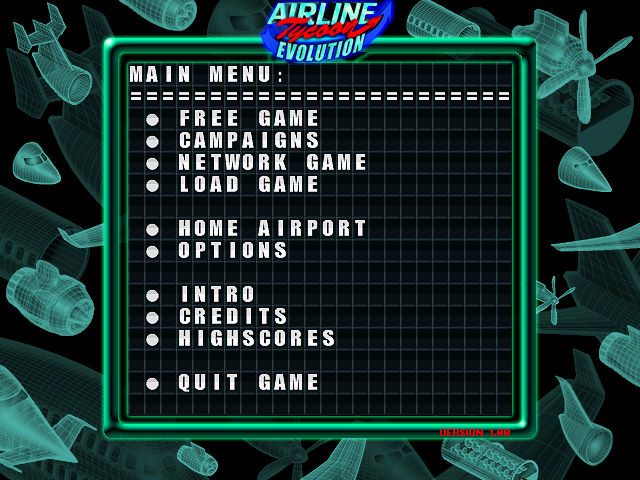 AIRLINE
Tycoon
EVOLUTION
MAIN MENU:
========================
FREE GAME
CAMPAIGNS
NETWORK GAME
LOAD GAME
HOME AIRPORT
OPTIONS
INTRO
CREDITS
HIGHSCORES
QUIT GAME
VERSION